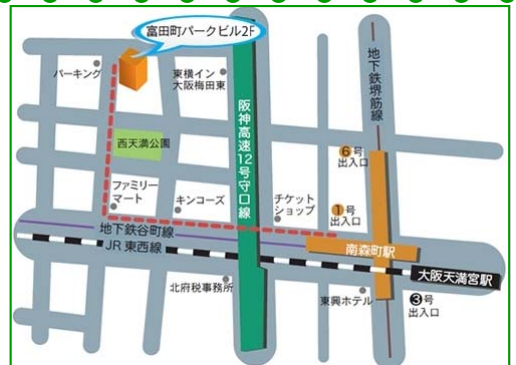 富田町パークビル2F
パーキング
東横イン
大阪梅田東
地下鉄堺筋線
阪神高速12号守口線
西天満公園
❻号
出入口
ファミリー
マート
キンコーズ
チケット
ショップ
❶号
出入口
地下鉄谷町線
JR東西線
南森町駅
大阪天満宮駅
北府税事務所
東興ホテル
❸号
出入口